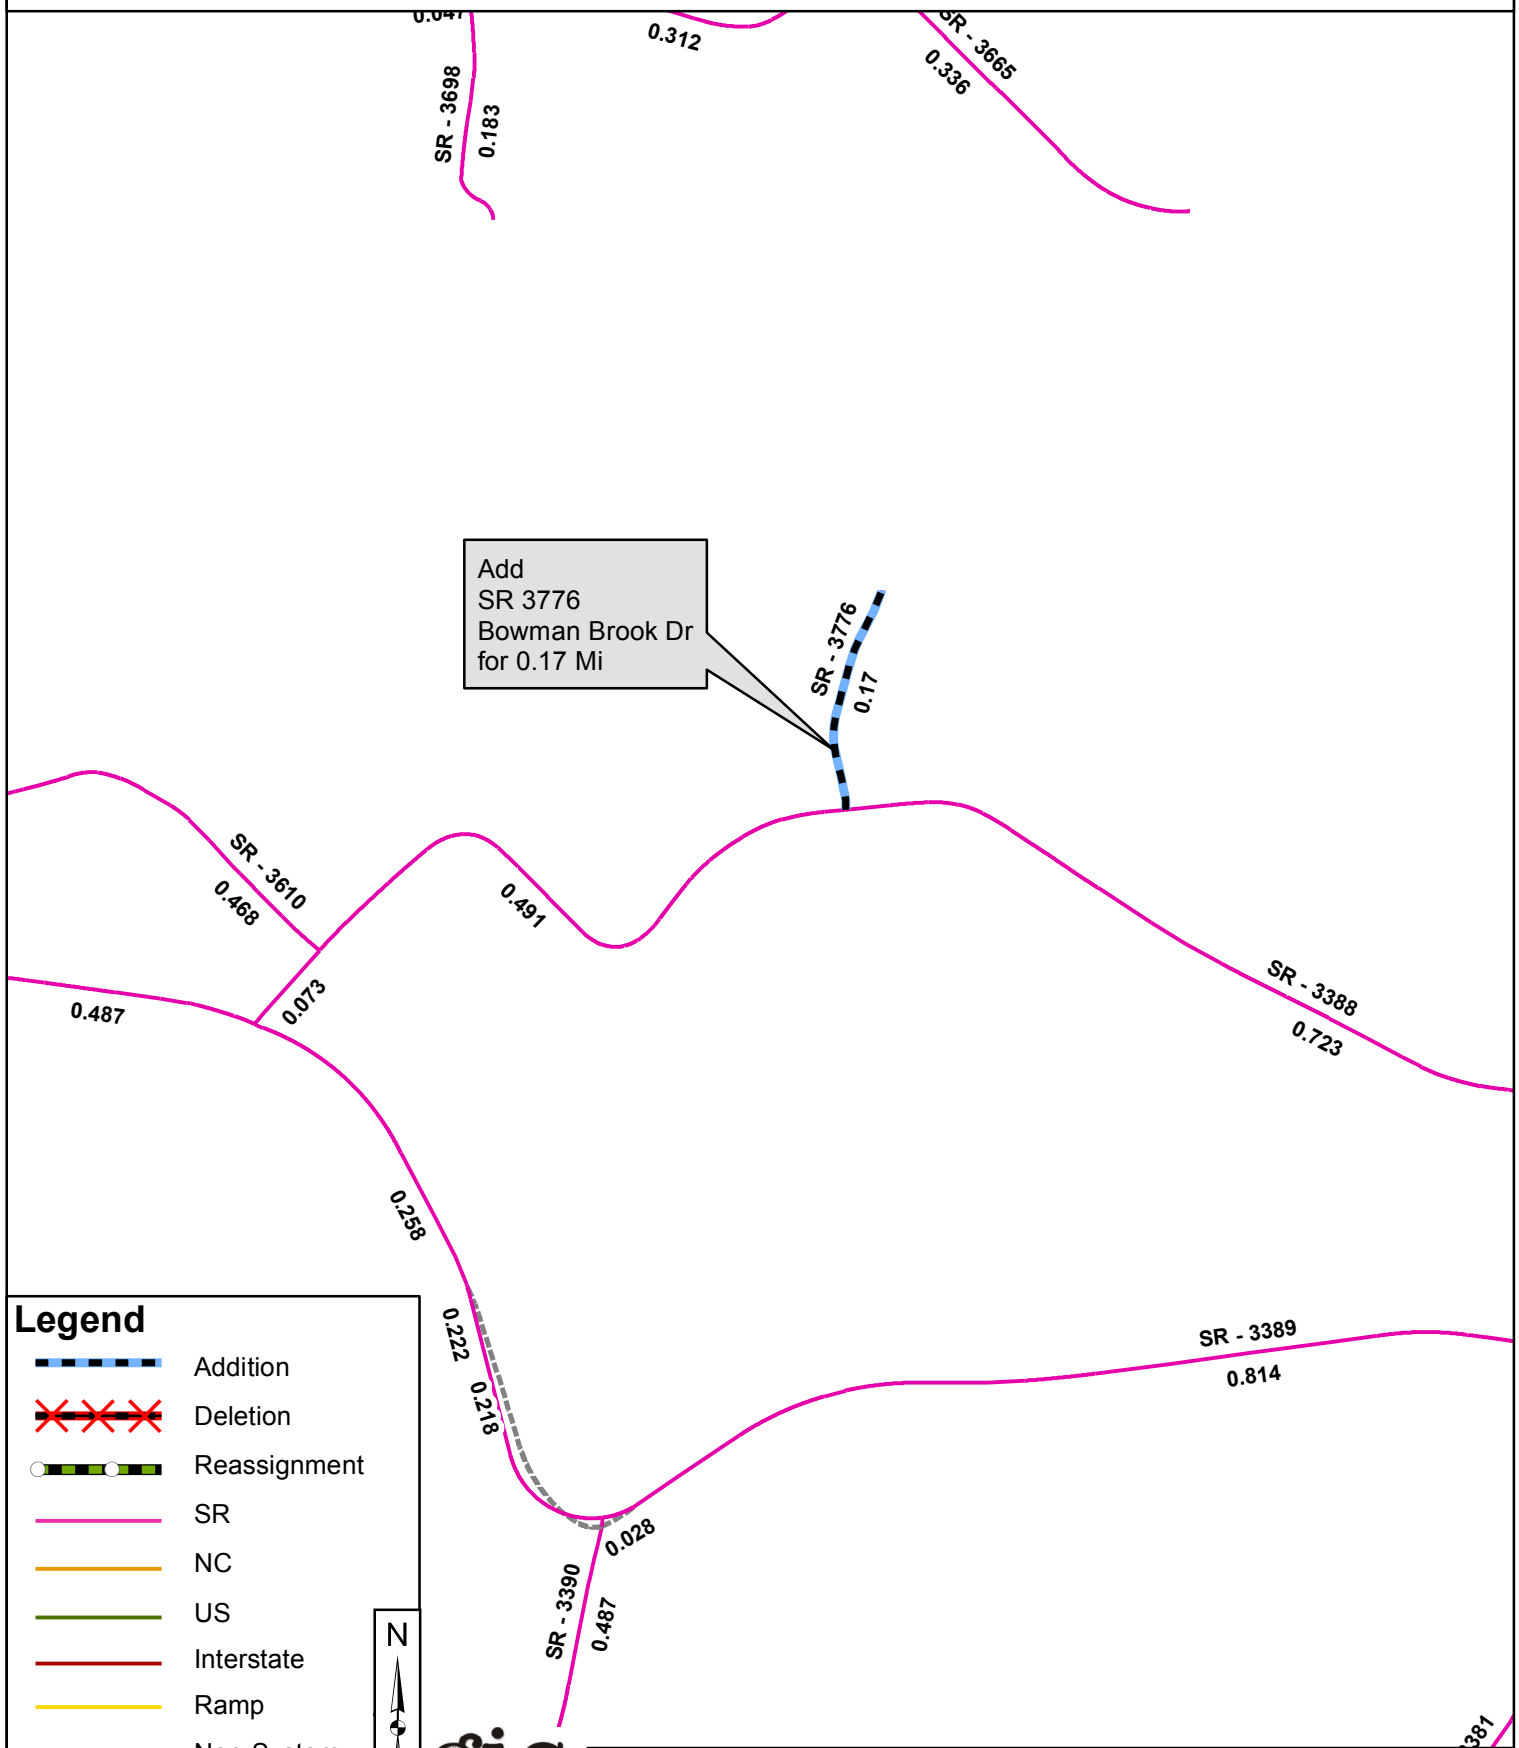 0.047
0.312
SR - 3665
0.336
SR - 3698
0.183
Add
SR 3776
Bowman Brook Dr
for 0.17 Mi
SR - 3776
0.17
SR - 3610
0.468
0.491
0.073
0.487
SR - 3388
0.723
0.258
0.222
0.218
SR - 3389
0.814
0.028
SR - 3390
0.487
Legend
Addition
Deletion
Reassignment
SR
NC
US
Interstate
Ramp
N